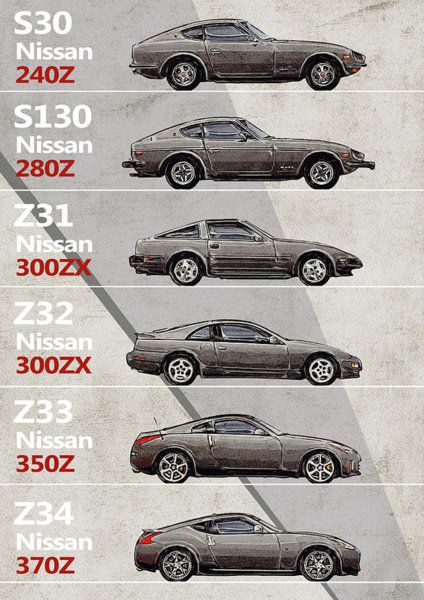 S30
Nissan
240Z
S130
Nissan
280Z
Z31
Nissan
300ZX
Z32
Nissan
300ZX
Z33
Nissan
350Z
Z34
Nissan
370Z